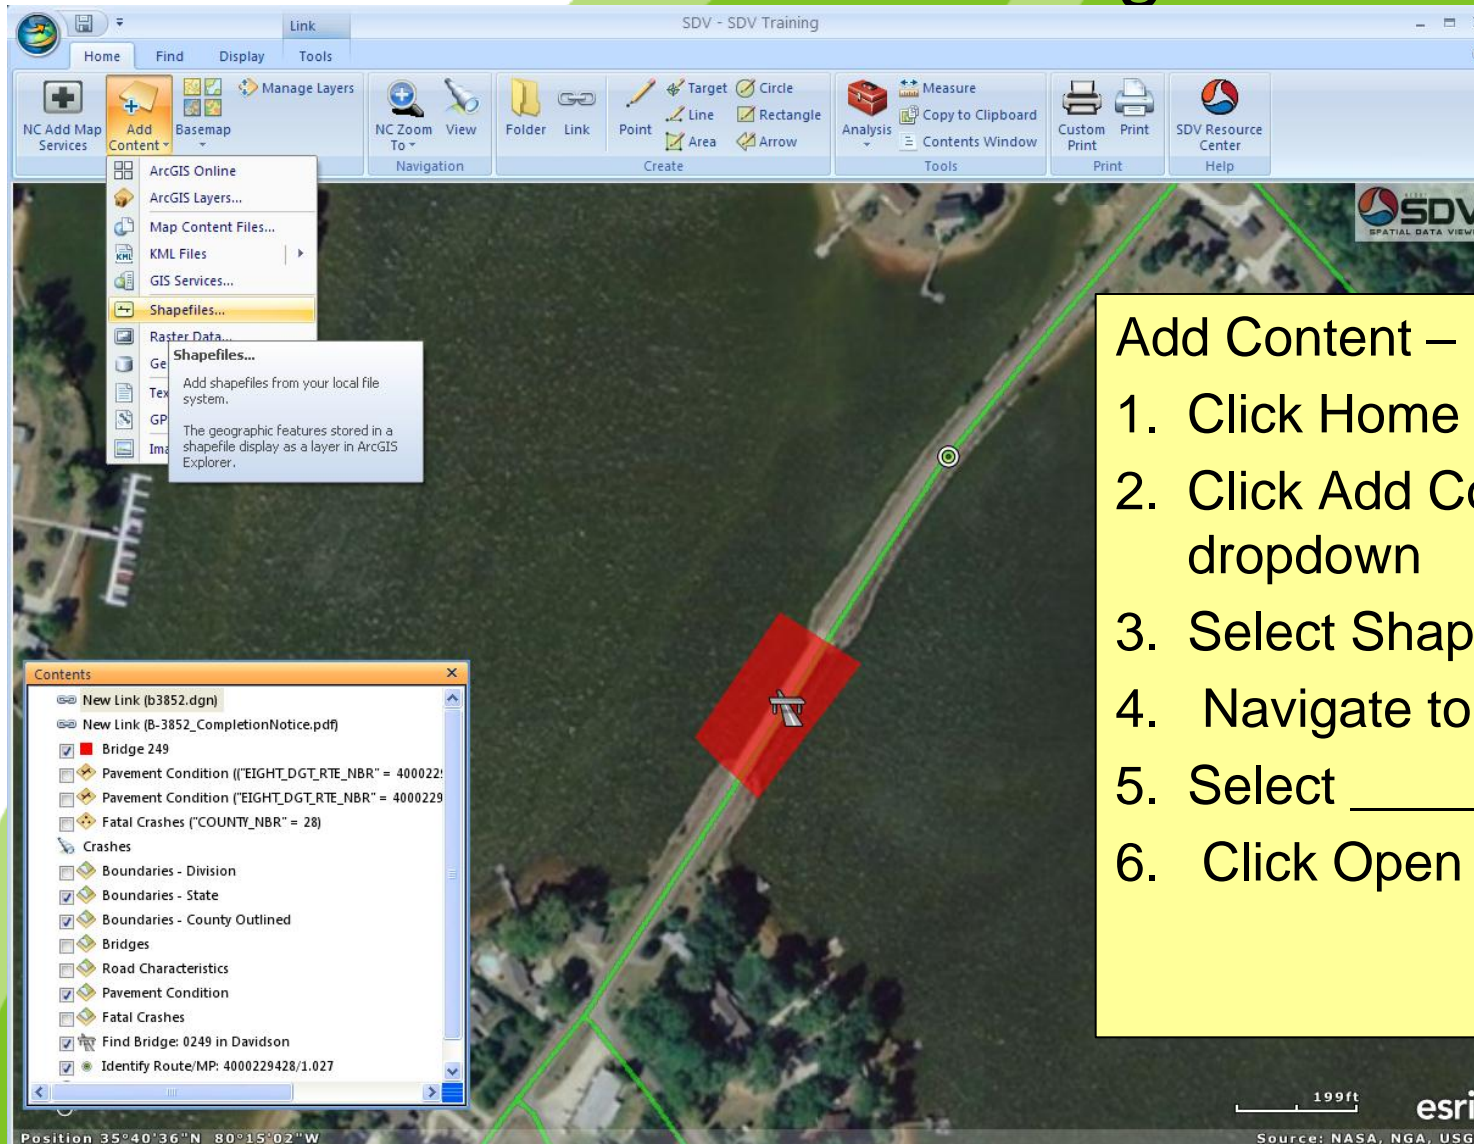 Link
SDV - SDV Training
Home Find Display Tools
NC Add Map Services
Add Content
Basemap
Manage Layers
NC Zoom To
View
Navigation
Folder
Link
Point
Target
Line
Area
Circle
Rectangle
Arrow
Create
Analysis
Measure
Copy to Clipboard
Contents Window
Tools
Custom Print
Print
Print
SDV Resource Center
Help
ArcGIS Online
ArcGIS Layers...
Map Content Files...
KML Files
GIS Services...
Shapefiles...
Raster Data...
Ge
Tex
GP
Ima
Shapefiles...
Add shapefiles from your local file
system.
The geographic features stored in a
shapefile display as a layer in ArcGIS
Explorer.
SDV
SPATIAL DATA VIEW
Add Content –
1. Click Home
2. Click Add Co
dropdown
3. Select Shap
4. Navigate to
5. Select _____
6. Click Open
Contents
New Link (b3852.dgn)
New Link (B-3852_CompletionNotice.pdf)
Bridge 249
Pavement Condition (("EIGHT_DGT_RTE_NBR" = 400022
Pavement Condition ("EIGHT_DGT_RTE_NBR" = 4000229
Fatal Crashes ("COUNTY_NBR" = 28)
Crashes
Boundaries - Division
Boundaries - State
Boundaries - County Outlined
Bridges
Road Characteristics
Pavement Condition
Fatal Crashes
Find Bridge: 0249 in Davidson
Identify Route/MP: 4000229428/1.027
199ft
esri
Position 35°40'36"N 80°15'02"W
Source: NASA, NGA, USG